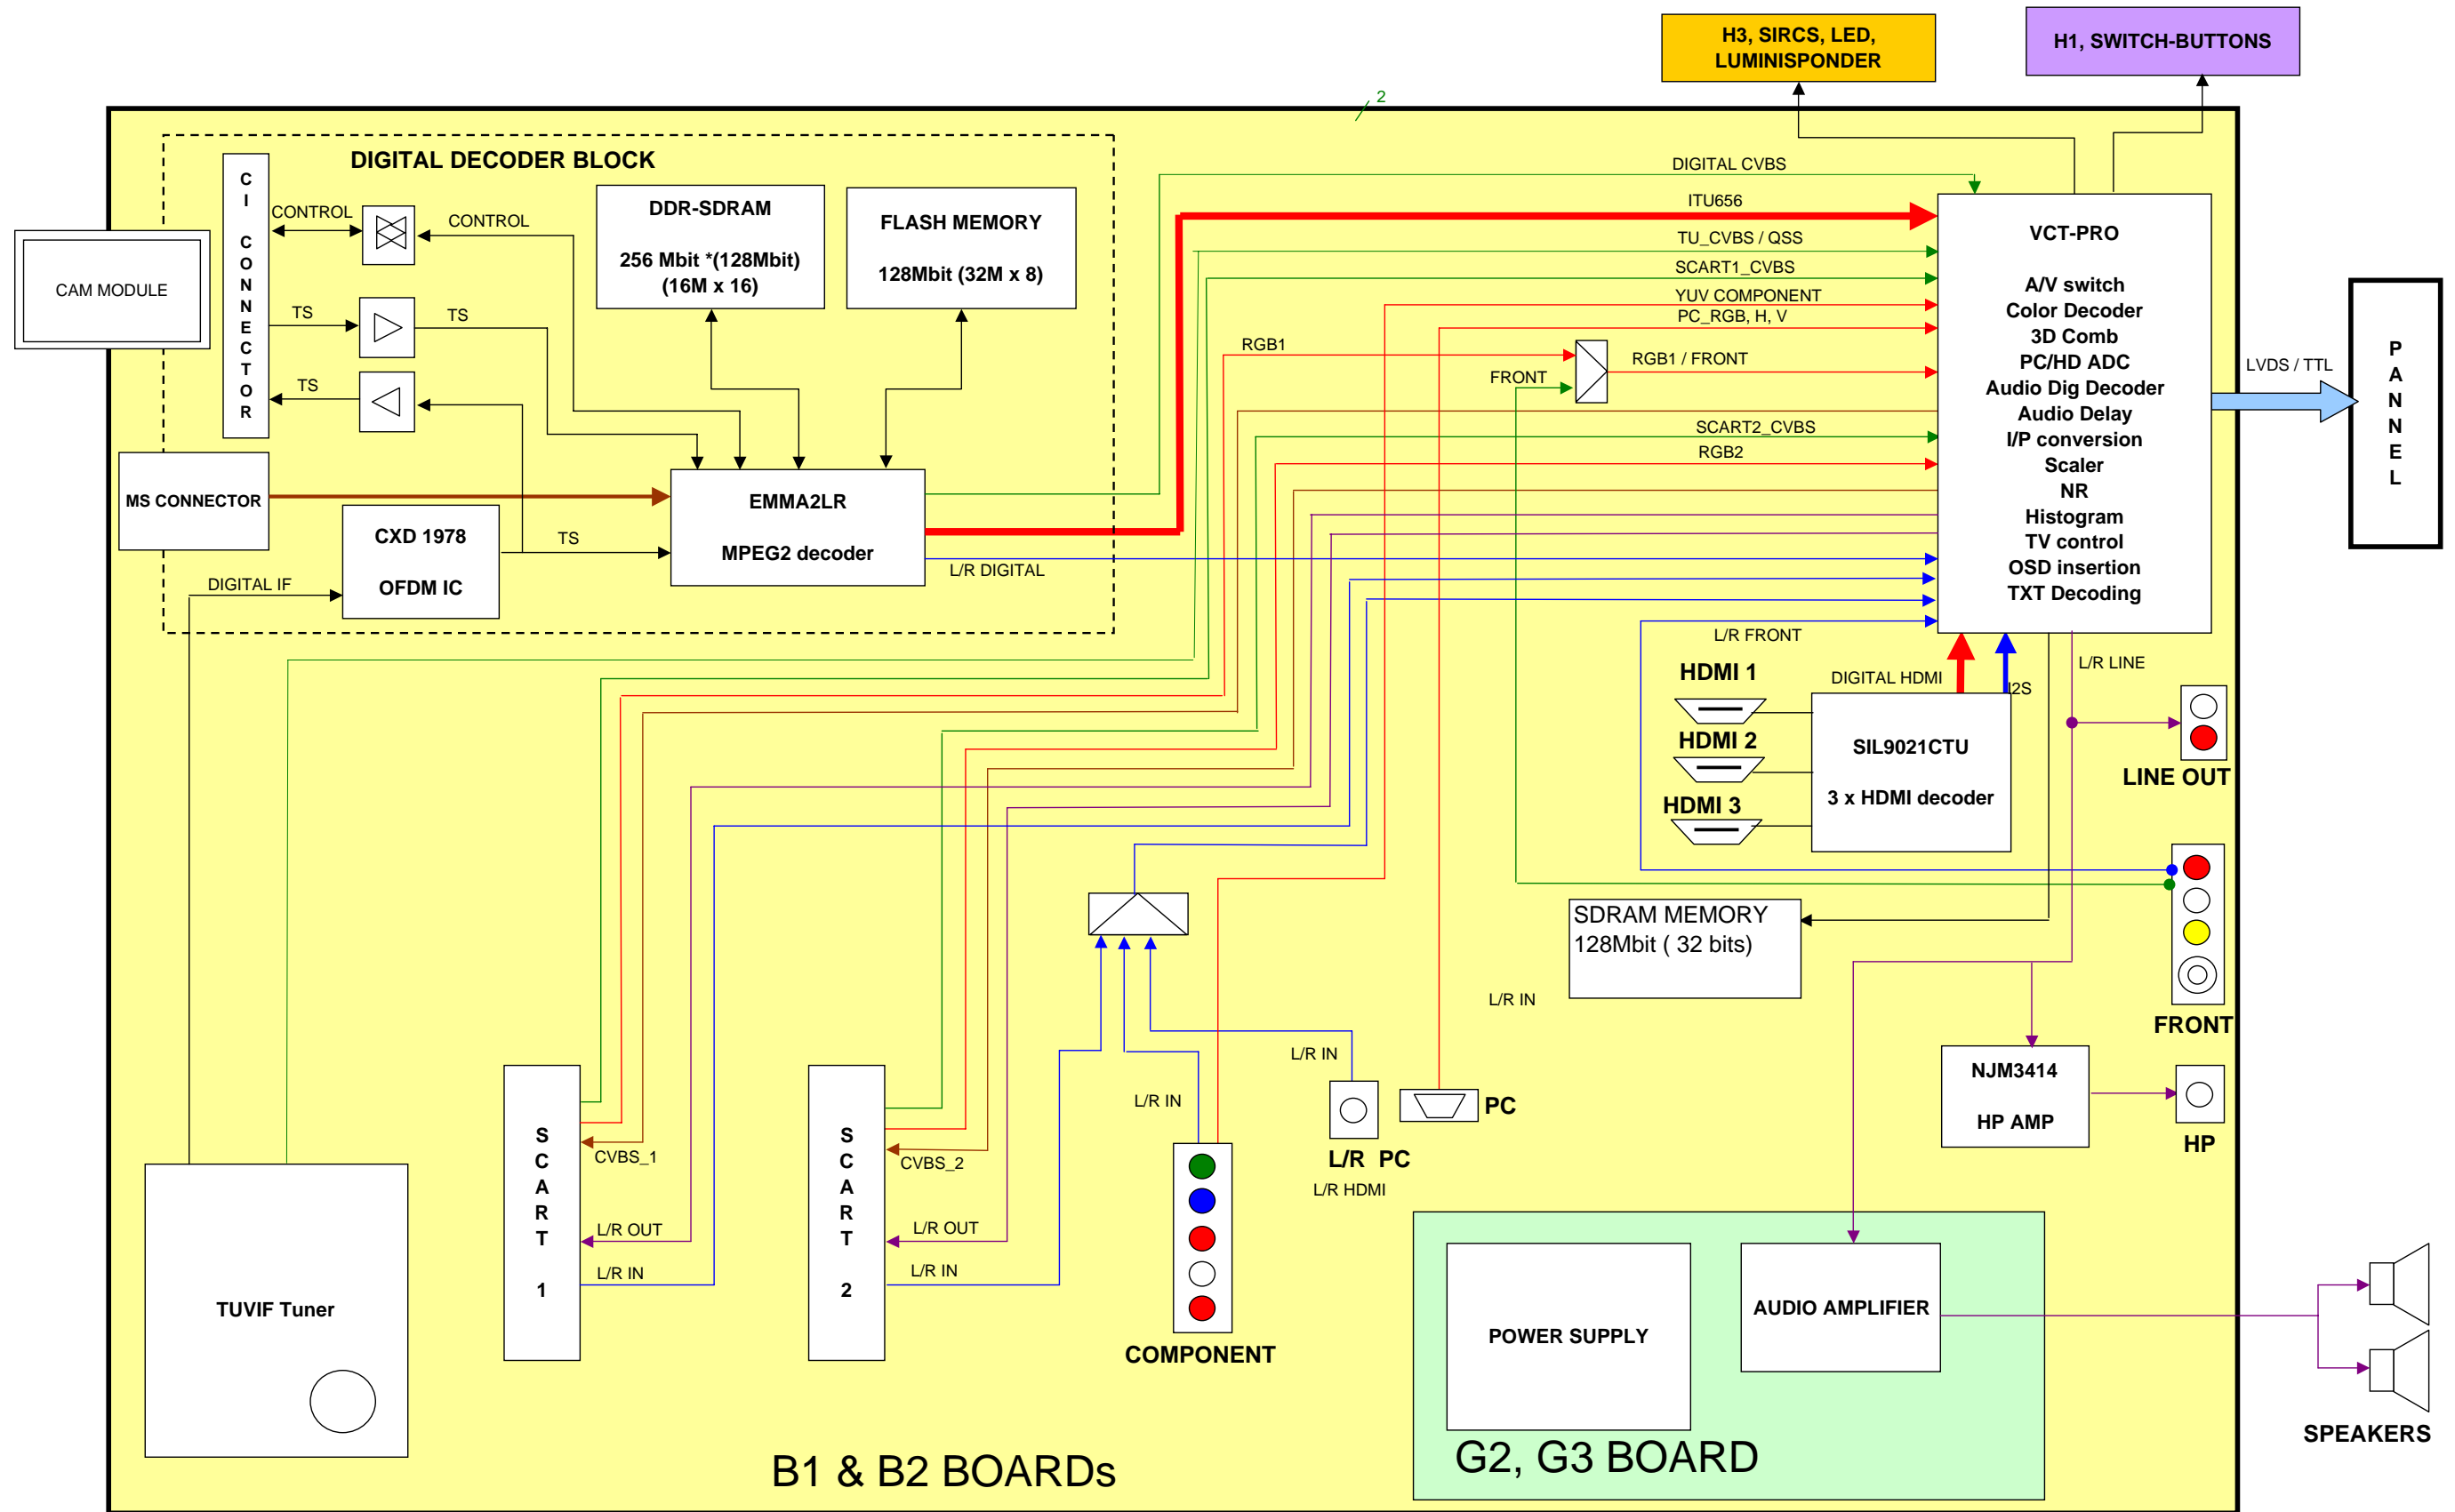 H3, SIRCS, LED,
LUMINISPONDER
H1, SWITCH-BUTTONS
2
DIGITAL DECODER BLOCK
CI CONNECTOR
CONTROL
CONTROL
TS
TS
TS
CAM MODULE
DDR-SDRAM
256 Mbit *(128Mbit)
(16M x 16)
FLASH MEMORY
128Mbit (32M x 8)
MS CONNECTOR
CXD 1978
OFDM IC
TS
DIGITAL IF
EMMA2LR
MPEG2 decoder
L/R DIGITAL
DIGITAL CVBS
ITU656
TU_CVBS / QSS
SCART1_CVBS
YUV COMPONENT
PC_RGB, H, V
RGB1
RGB1 / FRONT
FRONT
SCART2_CVBS
RGB2
VCT-PRO
A/V switch
Color Decoder
3D Comb
PC/HD ADC
Audio Dig Decoder
Audio Delay
I/P conversion
Scaler
NR
Histogram
TV control
OSD insertion
TXT Decoding
LVDS / TTL
PANNEL
L/R FRONT
L/R LINE
HDMI 1
HDMI 2
HDMI 3
DIGITAL HDMI
I2S
SIL9021CTU
3 x HDMI decoder
LINE OUT
SDRAM MEMORY
128Mbit ( 32 bits)
L/R IN
FRONT
NJM3414
HP AMP
HP
L/R IN
L/R IN
PC
L/R PC
L/R HDMI
SCART 1
CVBS_1
L/R OUT
L/R IN
SCART 2
CVBS_2
L/R OUT
L/R IN
COMPONENT
TUVIF Tuner
POWER SUPPLY
AUDIO AMPLIFIER
SPEAKERS
G2, G3 BOARD
B1 & B2 BOARDs